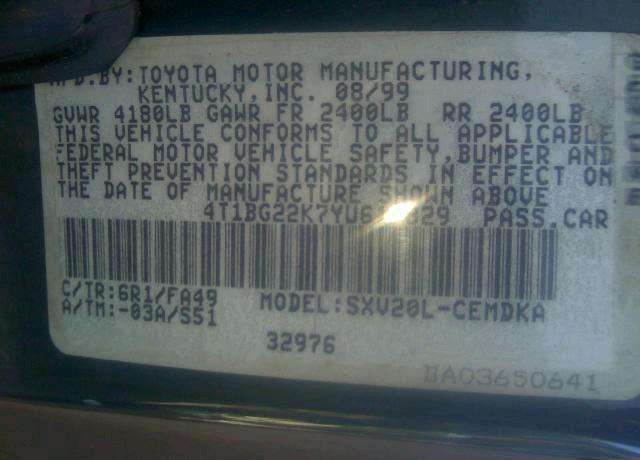 MFD.BY:TOYOTA MOTOR MANUFACTURING,
KENTUCKY,INC. 08/99
GVWR 4180LB GAWR FR 2400LB RR 2400LB
THIS VEHICLE CONFORMS TO ALL APPLICABLE
FEDERAL MOTOR VEHICLE SAFETY,BUMPER AND
THEFT PREVENTION STANDARDS IN EFFECT ON
THE DATE OF MANUFACTURE SHOWN ABOVE
PASS.CAR
C/TR:6R1/FA49
A/TM:-03A/S51
MODEL:SXV20L-CEMDKA
32976
BA03650641